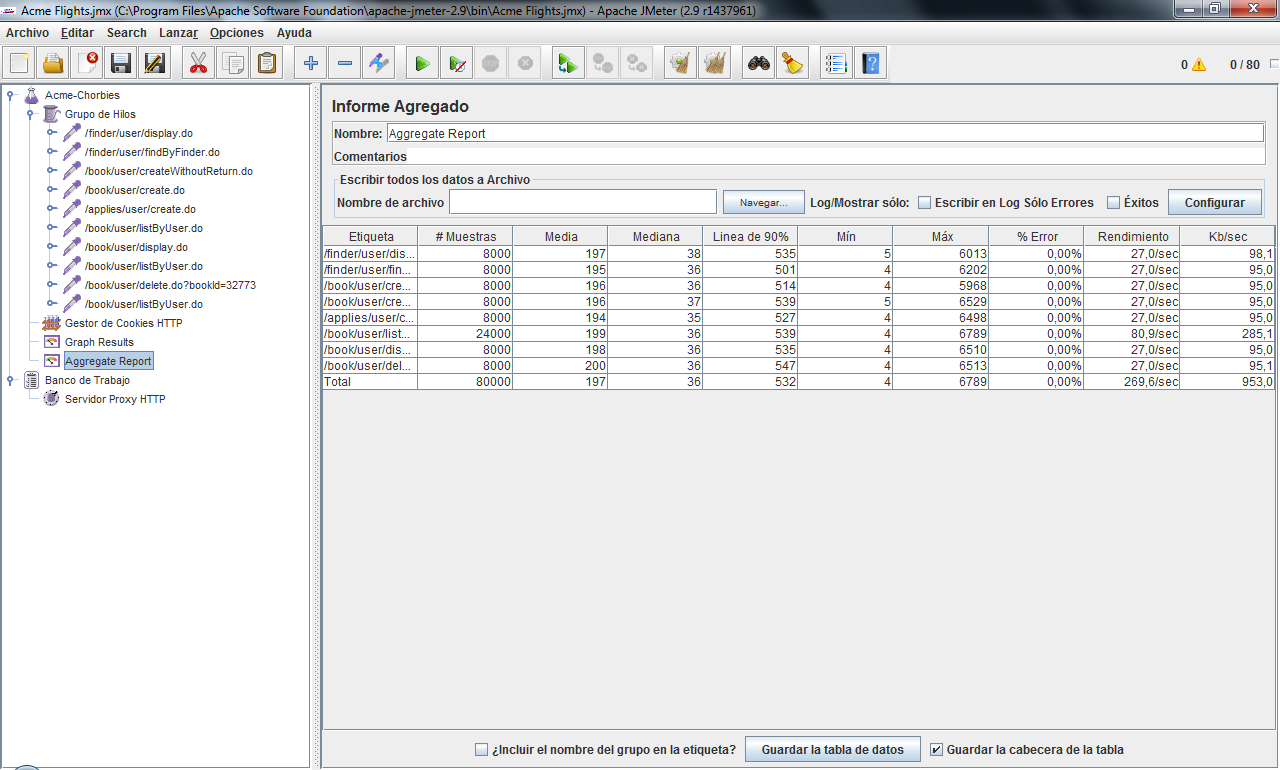 Acme Flights.jmx (C:\Program Files\Apache Software Foundation\apache-jmeter-2.9\bin\Acme Flights.jmx) - Apache JMeter (2.9 r1437961)
Archivo Editar Search Lanzar Opciones Ayuda
0 0 / 80
Acme-Chorbies
Grupo de Hilos
/finder/user/display.do
/finder/user/findByFinder.do
/book/user/createWithoutReturn.do
/book/user/create.do
/applies/user/create.do
/book/user/listByUser.do
/book/user/display.do
/book/user/listByUser.do
/book/user/delete.do?bookId=32773
/book/user/listByUser.do
Gestor de Cookies HTTP
Graph Results
Aggregate Report
Banco de Trabajo
Servidor Proxy HTTP
Informe Agregado
Nombre: Aggregate Report
Comentarios
Escribir todos los datos a Archivo
Nombre de archivo Navegar... Log/Mostrar sólo: Escribir en Log Sólo Errores Éxitos Configurar
Etiqueta # Muestras Media Mediana Linea de 90% Mín Máx % Error Rendimiento Kb/sec
/finder/user/dis... 8000 197 38 535 5 6013 0,00% 27,0/sec 98,1
/finder/user/fin... 8000 195 36 501 4 6202 0,00% 27,0/sec 95,0
/book/user/cre... 8000 196 36 514 4 5968 0,00% 27,0/sec 95,0
/book/user/cre... 8000 196 37 539 5 6529 0,00% 27,0/sec 95,0
/applies/user/c... 8000 194 35 527 4 6498 0,00% 27,0/sec 95,0
/book/user/list... 24000 199 36 539 4 6789 0,00% 80,9/sec 285,1
/book/user/dis... 8000 198 36 535 4 6510 0,00% 27,0/sec 95,0
/book/user/del... 8000 200 36 547 4 6513 0,00% 27,0/sec 95,1
Total 80000 197 36 532 4 6789 0,00% 269,6/sec 953,0
¿Incluir el nombre del grupo en la etiqueta? Guardar la tabla de datos Guardar la cabecera de la tabla